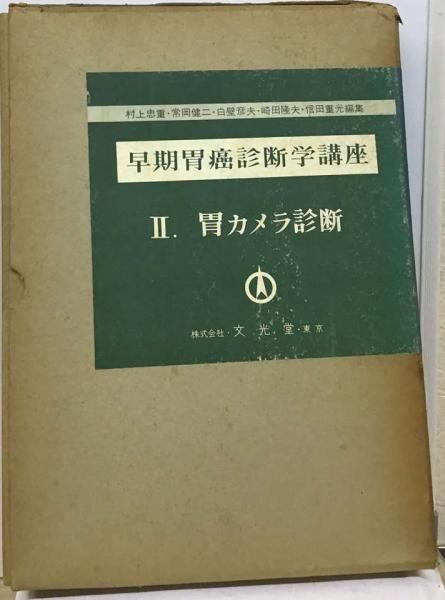 村上忠重・常岡健二・白壁彦夫・崎田隆夫・信田重光編集
早期胃癌診断学講座
II. 胃カメラ診断
株式会社・文光堂・東京